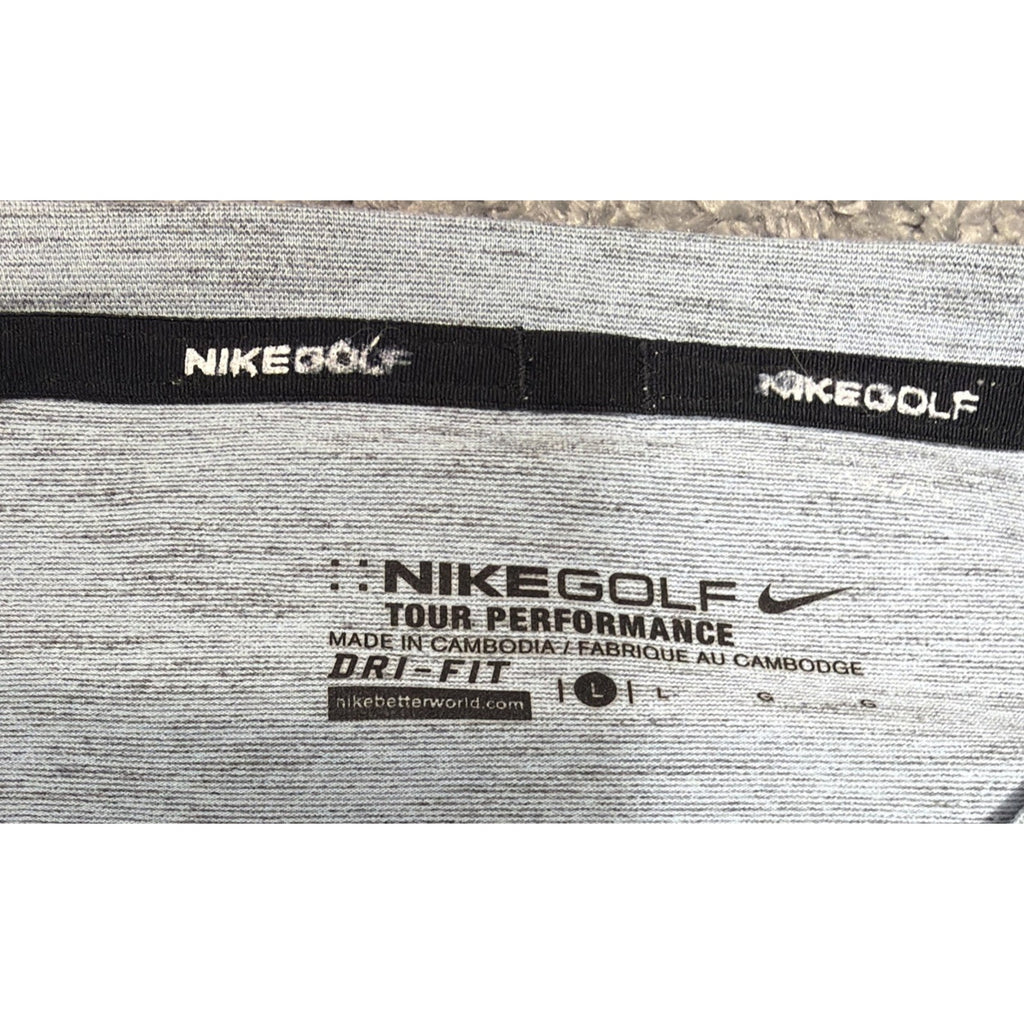 NIKEGOLF NIKEGOLF
NIKEGOLF
TOUR PERFORMANCE
MADE IN CAMBODIA / FABRIQUE AU CAMBODGE
DRI-FIT
nikebetterworld.com
L L G G